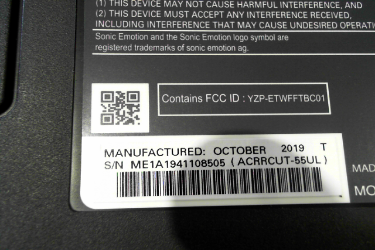 (1) THIS DEVICE MAY NOT CAUSE HARMFUL INTERFERENCE, AND
(2) THIS DEVICE MUST ACCEPT ANY INTERFERENCE RECEIVED,
INCLUDING INTERFERENCE THAT MAY CAUSE UNDESIRED OPERATIO
Sonic Emotion and the Sonic Emotion logo symbol are
registered trademarks of sonic emotion ag.
Contains FCC ID : YZP-ETWFFTBC01
MANUFACTURED: OCTOBER 2019 T
S/N ME1A1941108505 ( ACRRCUT-55UL )
MAD
MO